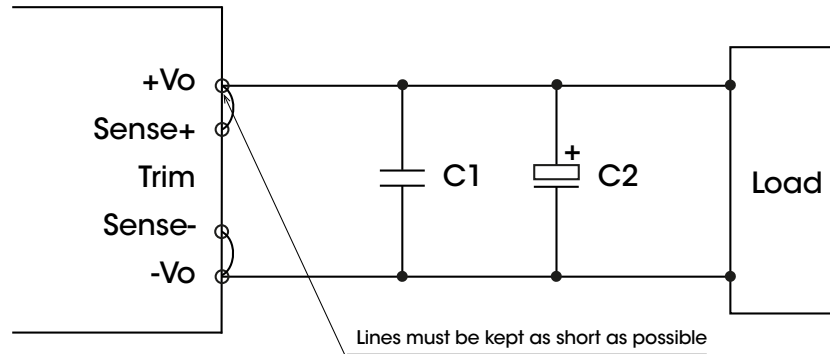 +Vo
Sense+
Trim
Sense-
-Vo
C1
+
C2
Load
Lines must be kept as short as possible